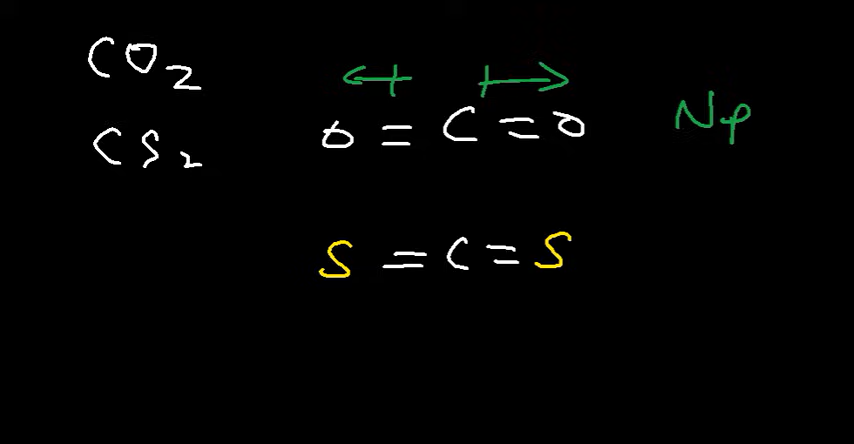 CO2
CS2
O = C = O
Np
S = C = S